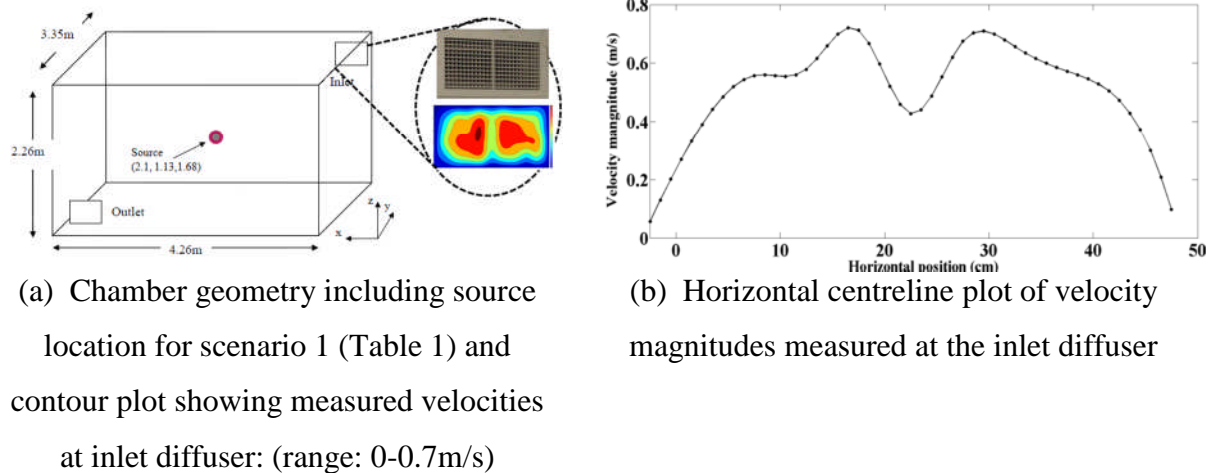 3.35m
Inlet
2.26m
Source
(2.1, 1.13,1.68)
Outlet
z
y
x
4.26m
0.8
0.6
0.4
0.2
0
Velocity mangnitude (m/s)
0
10
20
30
40
50
Horizontal position (cm)
(a) Chamber geometry including source
location for scenario 1 (Table 1) and
contour plot showing measured velocities
at inlet diffuser: (range: 0-0.7m/s)
(b) Horizontal centreline plot of velocity
magnitudes measured at the inlet diffuser